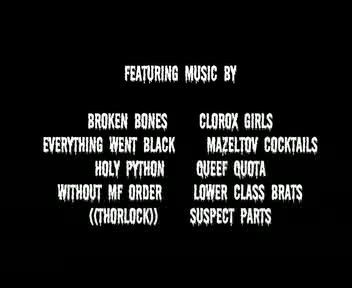 FEATURING MUSIC BY
BROKEN BONES CLOROX GIRLS
EVERYTHING WENT BLACK MAZELTOV COCKTAILS
HOLY PYTHON QUEEF QUOTA
WITHOUT MF ORDER LOWER CLASS BRATS
((THORLOCK)) SUSPECT PARTS